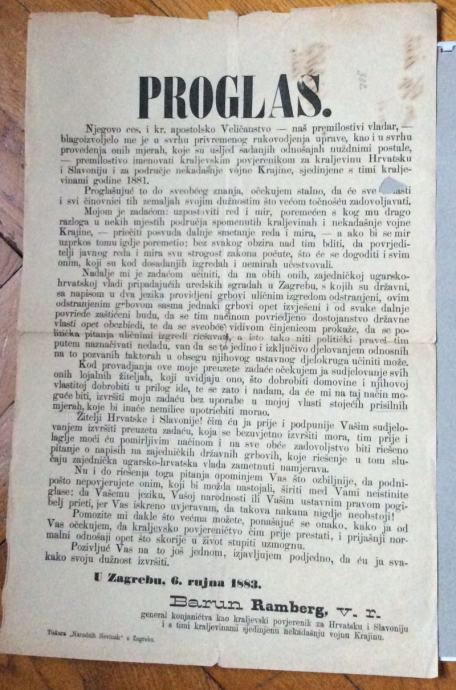 PROGLAS.
Njegovo ces. i kr. apostolsko Veličanstvo — naš premilostivi vladar, —
blagoizvoljelo me je u svrhu privremenog rukovodjenja uprave, kao i u svrhu
provedenja onih mjerah, koje su usljed sadanjih odnošajah nuždnimi postale,
— premilostivo imenovati kraljevskim povjerenikom za kraljevinu Hrvatsku
i Slavoniju i za područje nekadašnje vojne Krajine, sjedinjene s timi kralje-
vinami godine 1881.
Proglašujuć to do sveobćeg znanja, očekujem stalno, da će sve
i svi činovnici tih zemaljah svojim dužnostim što većom točnošću zadovoljavati.
Mojom je zadaćom: uzpostaviti red i mir, poremećen s kog mu drago
razloga u nekih mjestih područja spomenutih kraljevinah i nekadašnje vojne
Krajine, — priečiti posvuda daljnje smetanje reda i mira, — a ako bi se mir
uzprkos tomu igdje poremetio: bez svakog obzira nad tim bditi, da povrjedi-
telji javnog reda i mira svu strogost zakona poćute, što će se dogoditi i svim
onim, koji su kod dosadanjih izgredah i nemirah učestvovali.
Nadalje mi je zadaćom učiniti, da na obih onih, zajedničkoj ugarsko-
hrvatskoj vladi pripadajućih uredskih zgradah u Zagrebu, s kojih su državni,
sa napisom u dva jezika providjeni grbovi uličnim izgredom odstranjeni, ovim
odstranjenim grbovom sasma jednaki grbovi opet izvješeni i od svake daljne
povriede zaštićeni budu, da se tim načinom povriedjeno dostojanstvo državne
vlasti opet obezbiedi, te da se sveobće vidivom činjenicom prokaže, da se po-
litička pitanja uličnimi izgredi riešavati, a isto tako niti politički pravci tim
putem naznačivati nedadu, van da se to jedino i izključivo djelovanjem odnosnih
na to pozvanih faktorah u obsegu njihovog ustavnog djelokruga učiniti može.
Kod provadjanja ove moje preuzete zadaće očekujem ja sudjelovanje svih
onih lojalnih žiteljah, koji uvidjaju ono, što dobrobiti domovine i njihovoj
vlastitoj dobrobiti u prilog ide, te se zato i nadam, da će mi na taj način mo-
guće biti, izvršiti moju zadaću bez uporabe u mojoj vlasti stojećih prisilnih
mjerah, koje bi inače nemilice upotriebiti morao.
Žitelji Hrvatske i Slavonije! čim ću ja prije i podpunije Vašim sudjelo-
vanjem izvršiti preuzetu zadaću, koja se bezuvjetno izvršiti mora, tim prije i
laglje moći ću pomirljivim načinom i na sve obće zadovoljstvo biti riešeno
pitanje o napisih na zajedničkih državnih grbovih, koje riešenje u tom slu-
čaju zajednička ugarsko-hrvatska vlada zametnuti namjerava.
Nu i do riešenja toga pitanja opominjem Vas što ozbiljnije, da podni-
pošto nepovjerujete onim, koji bi možda nastojali, širiti med Vami neistinite
glase; da Vašemu jeziku, Vašoj narodnosti ili Vašim ustavnim pravom pogi-
belj prieti, jer Vas iskreno uvjeravam, da takova nakana nigdje neobstoji!
Pomozite mi dakle što većma možete, ponašajuć se onako, kako ja od
Vas očekujem, da kraljevsko povjereničtvo čim prije prestati, i prijašnji nor-
malni odnošaji opet što skorije u život stupiti uzmognu.
Pozivljuć Vas na to još jednom, izjavljujem podjedno, da ću ja sva-
kako svoju dužnost izvršiti.
U Zagrebu, 6. rujna 1883.
Barun Ramberg, v. r.
general konjaničtva kao kraljevski povjerenik za Hrvatsku i Slavoniju
i s timi kraljevinami sjedinjenu nekadašnju vojnu Krajinu.
Tiskara „Narodnih Novinah" u Zagrebu.